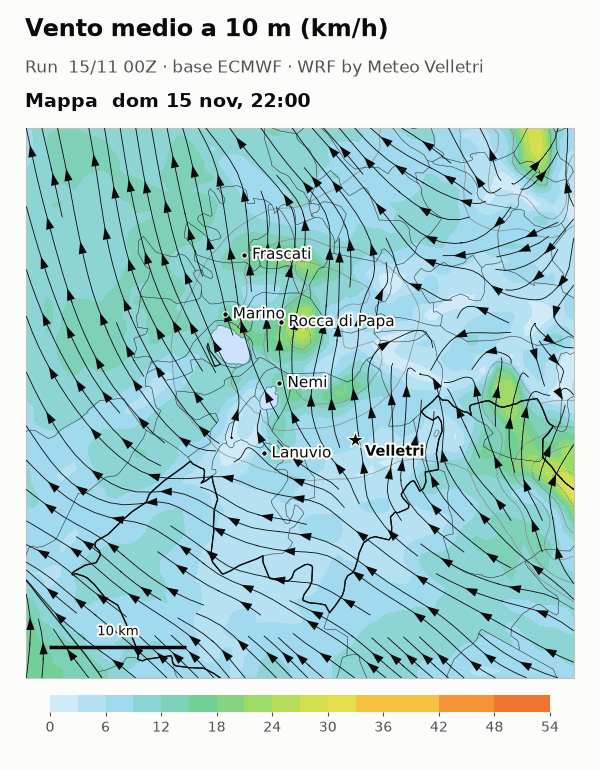 Vento medio a 10 m (km/h)
Run  15/11 00Z · base ECMWF · WRF by Meteo Velletri
Mappa  dom 15 nov, 22:00
Frascati
Marino
Rocca di Papa
Nemi
Velletri
Lanuvio
10 km
0 6 12 18 24 30 36 42 48 54